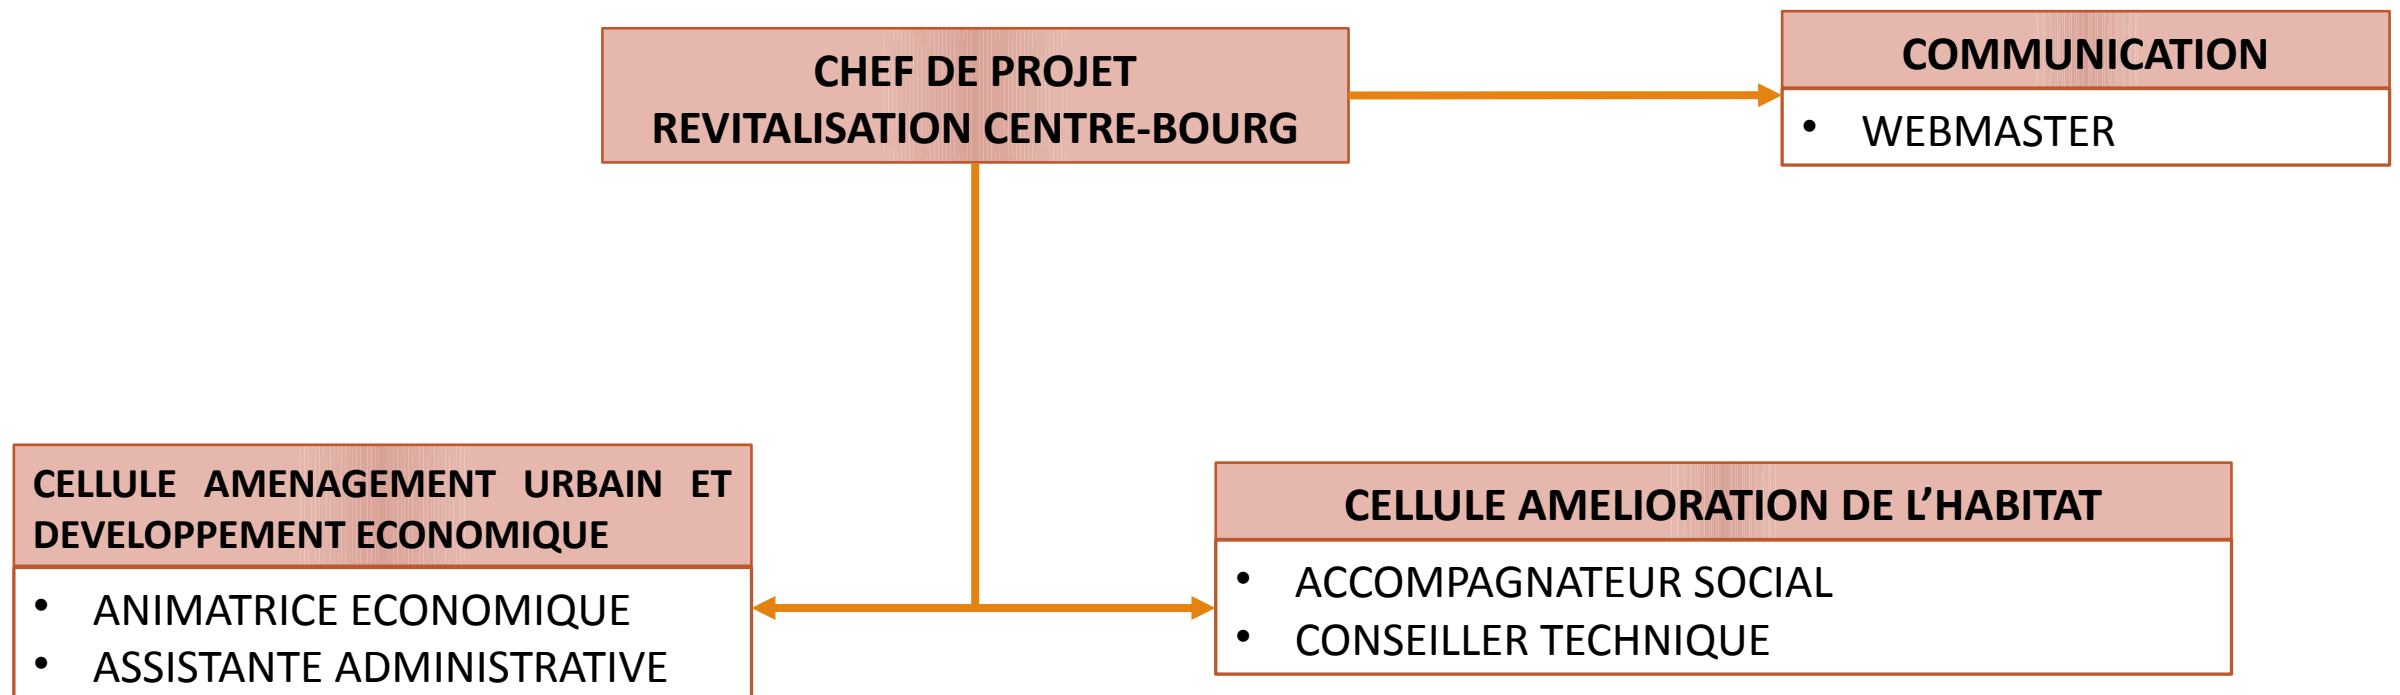 CHEF DE PROJET
REVITALISATION CENTRE-BOURG
COMMUNICATION
• WEBMASTER
CELLULE AMENAGEMENT URBAIN ET
DEVELOPPEMENT ECONOMIQUE
• ANIMATRICE ECONOMIQUE
• ASSISTANTE ADMINISTRATIVE
CELLULE AMELIORATION DE L’HABITAT
• ACCOMPAGNATEUR SOCIAL
• CONSEILLER TECHNIQUE